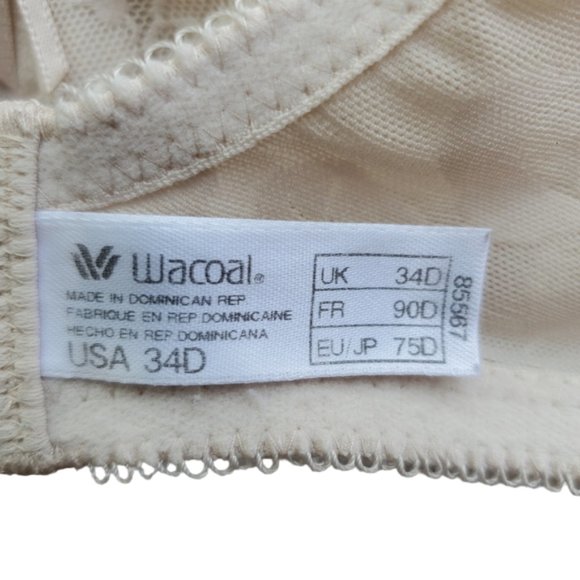 Wacoal®
MADE IN DOMINICAN REP.
FABRIQUE EN REP. DOMINICAINE
HECHO EN REP. DOMINICANA
USA 34D
UK 34D
FR 90D
EU/JP 75D
85567